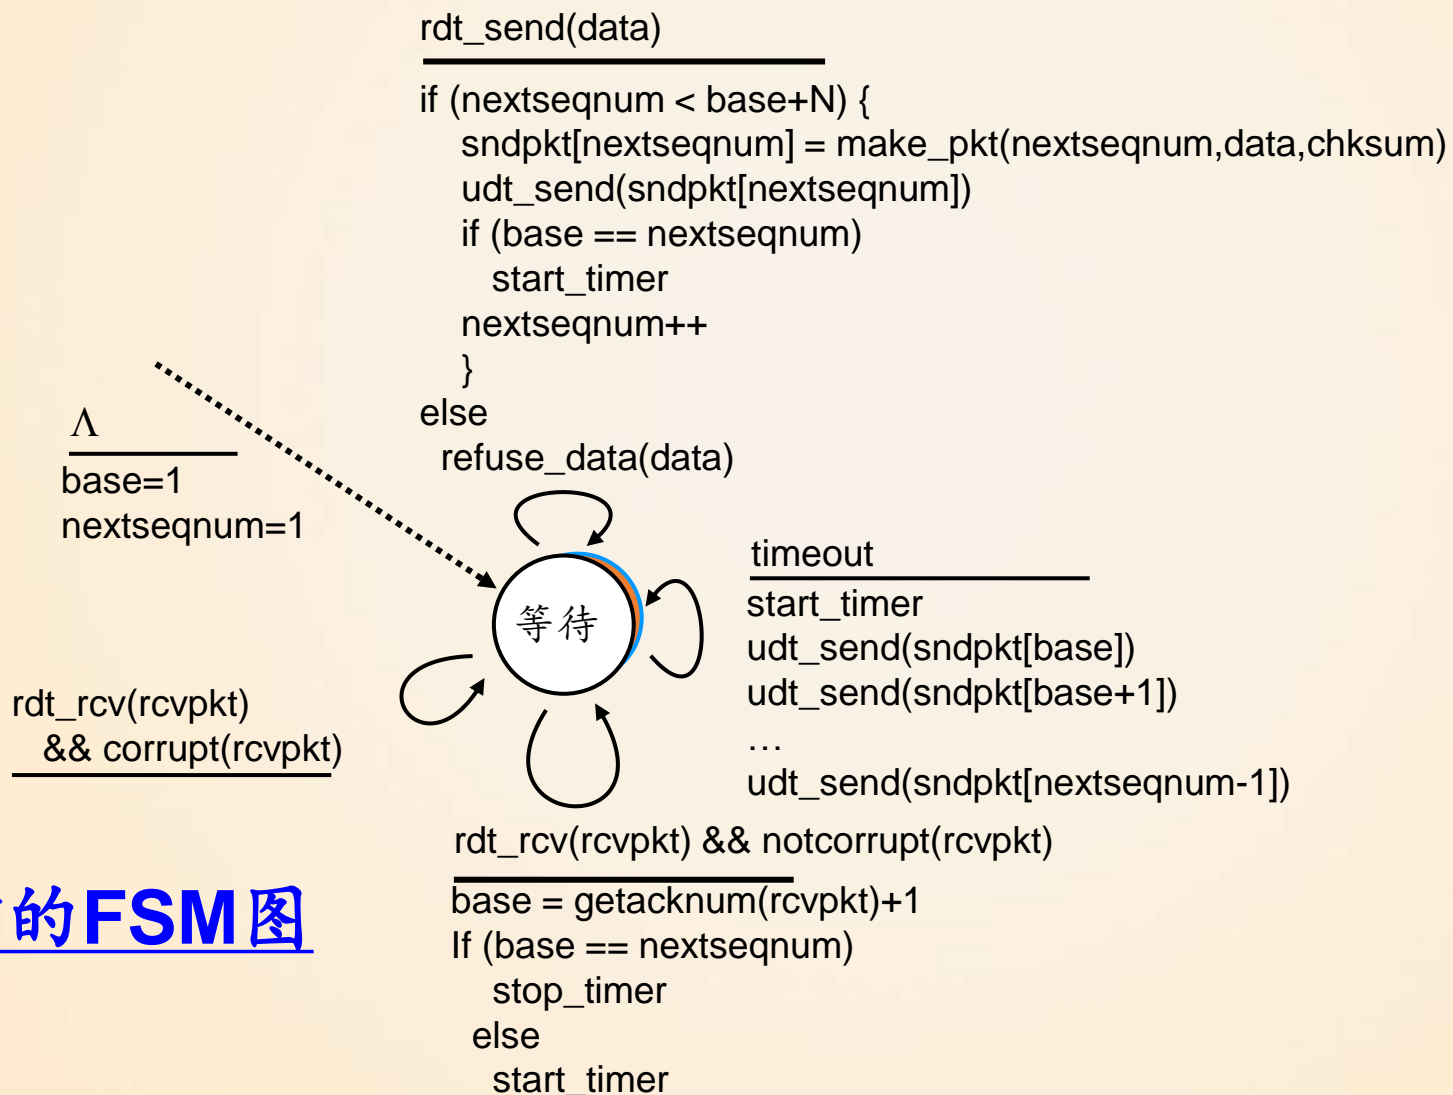 rdt_send(data)
if (nextseqnum < base+N) {
sndpkt[nextseqnum] = make_pkt(nextseqnum,data,chksum)
udt_send(sndpkt[nextseqnum])
if (base == nextseqnum)
start_timer
nextseqnum++
}
else
refuse_data(data)
Λ
base=1
nextseqnum=1
等待
timeout
start_timer
udt_send(sndpkt[base])
udt_send(sndpkt[base+1])
…
udt_send(sndpkt[nextseqnum-1])
rdt_rcv(rcvpkt)
&& corrupt(rcvpkt)
rdt_rcv(rcvpkt) && notcorrupt(rcvpkt)
base = getacknum(rcvpkt)+1
If (base == nextseqnum)
stop_timer
else
start_timer
的FSM图